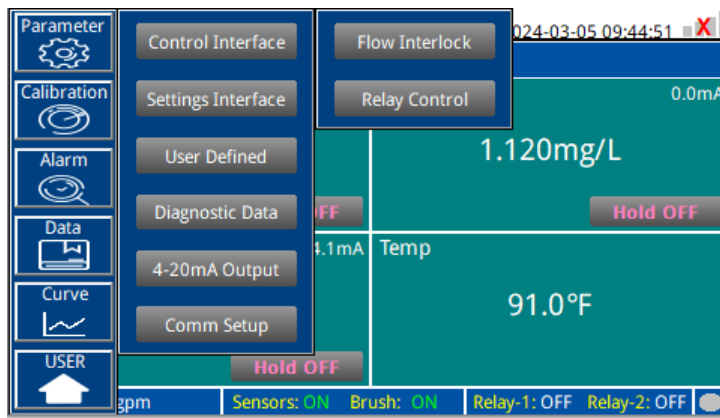 Parameter
Calibration
Alarm
Data
Curve
USER
Control Interface
Settings Interface
User Defined
Diagnostic Data
4-20mA Output
Comm Setup
Flow Interlock
Relay Control
024-03-05 09:44:51
X
0.0mA
1.120mg/L
OFF
Hold OFF
4.1mA
Temp
91.0°F
Hold OFF
gpm
Sensors: ON Brush: ON
Relay-1: OFF Relay-2: OFF